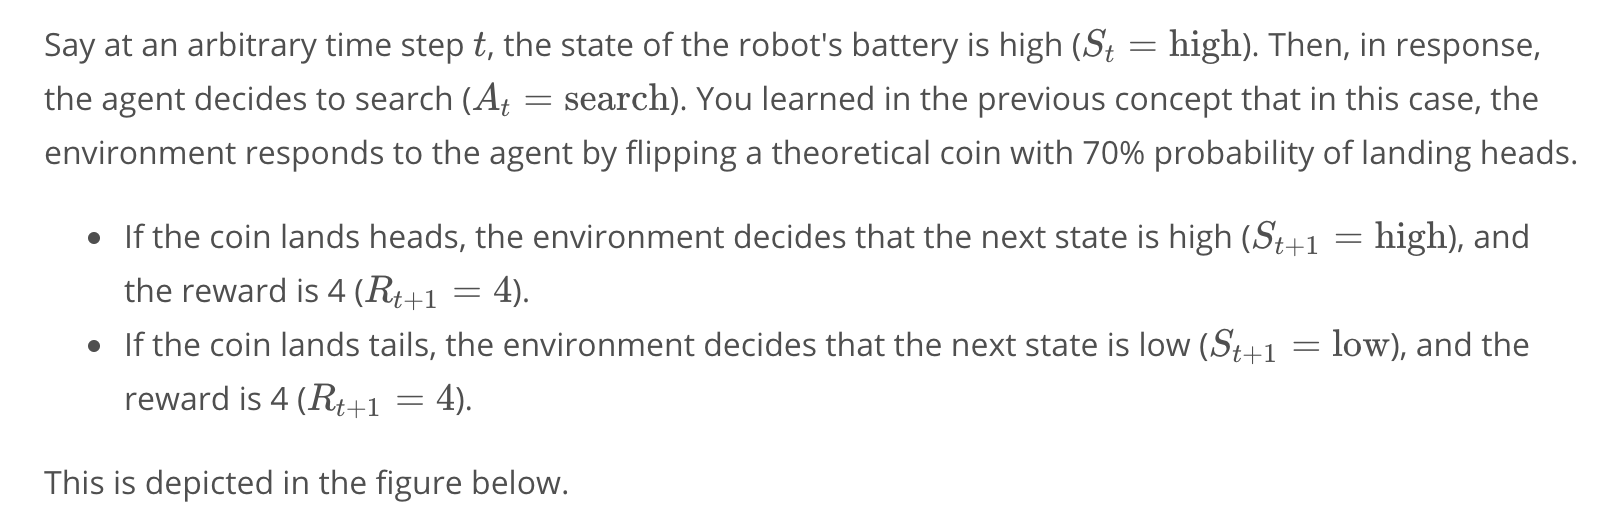 Say at an arbitrary time step t, the state of the robot's battery is high (S_t = high). Then, in response,
the agent decides to search (A_t = search). You learned in the previous concept that in this case, the
environment responds to the agent by flipping a theoretical coin with 70% probability of landing heads.
• If the coin lands heads, the environment decides that the next state is high (S_{t+1} = high), and
the reward is 4 (R_{t+1} = 4).
• If the coin lands tails, the environment decides that the next state is low (S_{t+1} = low), and the
reward is 4 (R_{t+1} = 4).
This is depicted in the figure below.